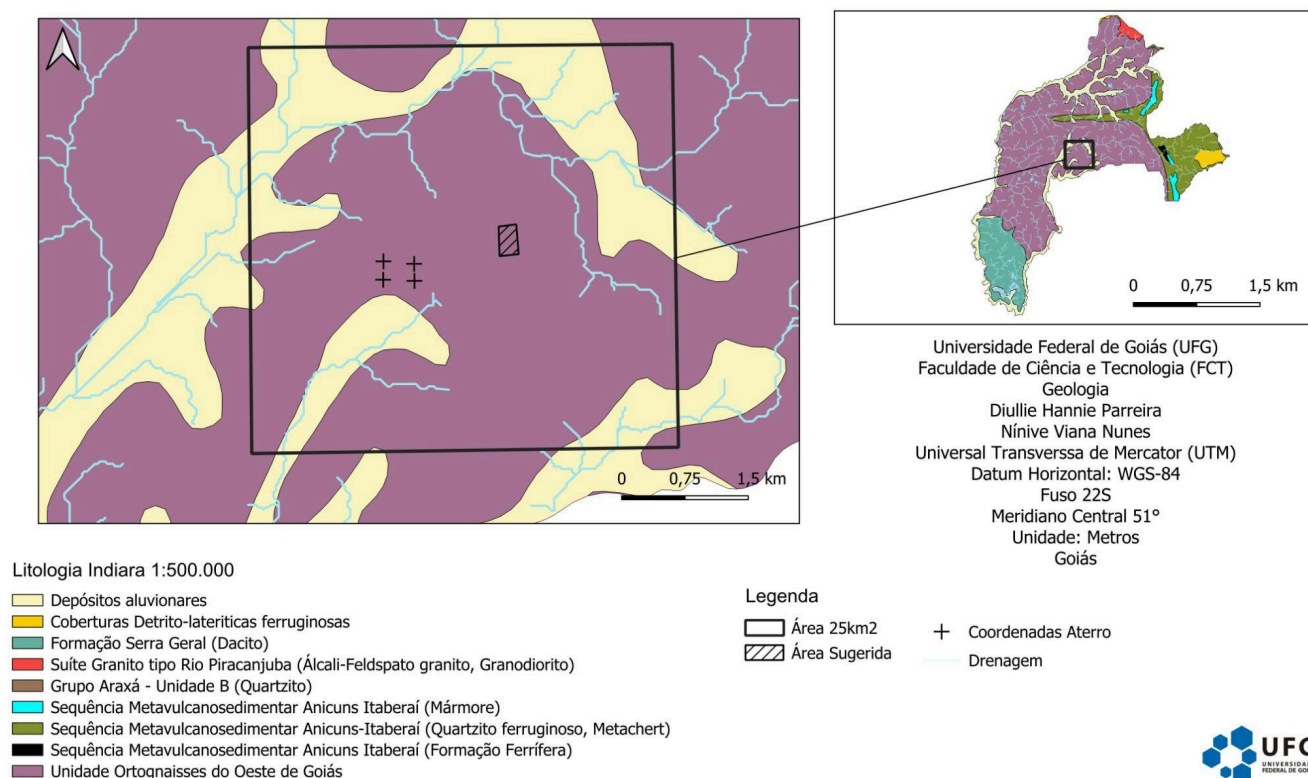 0 0,75 1,5 km
0 0,75 1,5 km
Universidade Federal de Goiás (UFG)
Faculdade de Ciência e Tecnologia (FCT)
Geologia
Diullie Hannie Parreira
Nínive Viana Nunes
Universal Transverssa de Mercator (UTM)
Datum Horizontal: WGS-84
Fuso 22S
Meridiano Central 51°
Unidade: Metros
Goiás
Litologia Indiara 1:500.000
Depósitos aluvionares
Coberturas Detrito-lateriticas ferruginosas
Formação Serra Geral (Dacito)
Suíte Granito tipo Rio Piracanjuba (Álcali-Feldspato granito, Granodiorito)
Grupo Araxá - Unidade B (Quartzito)
Sequência Metavulcanosedimentar Anicuns Itaberaí (Mármore)
Sequência Metavulcanosedimentar Anicuns-Itaberaí (Quartzito ferruginoso, Metachert)
Sequência Metavulcanosedimentar Anicuns Itaberaí (Formação Ferrífera)
Unidade Ortognaisses do Oeste de Goiás
Legenda
Área 25km2
Área Sugerida
Coordenadas Aterro
Drenagem
UFG
UNIVERSIDADE
FEDERAL DE GO